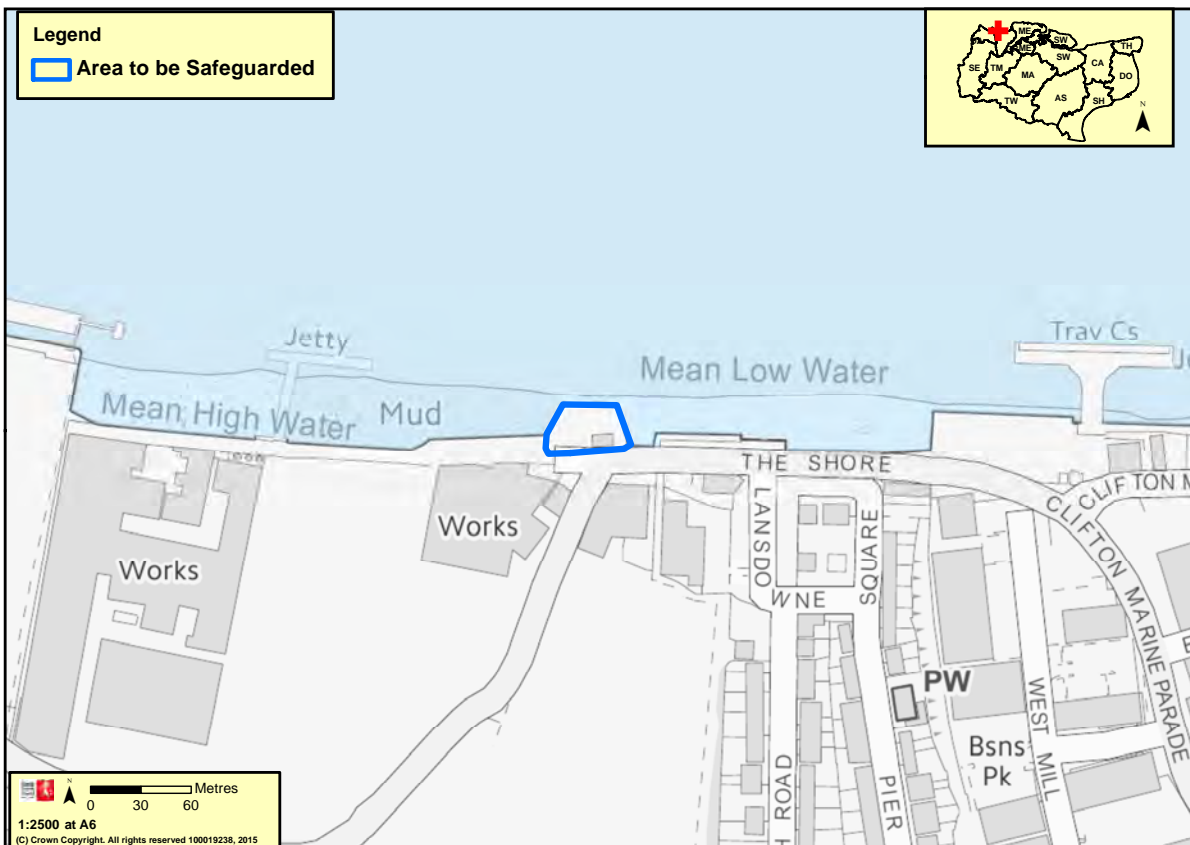 Legend
Area to be Safeguarded
ME
SW
ME
SW
TH
SE
TM
MA
CA
DO
TW
AS
SH
N
Jetty
Trav Cs
Mean Low Water
Mean High Water
Mud
THE SHORE
CLIFTON M
CLIFTON MARINE PARADE
Works
Works
LANSDOWNE
SQUARE
PW
WEST MILL
Bsns
Pk
H ROAD
PIER
N
Metres
0 30 60
1:2500 at A6
(C) Crown Copyright. All rights reserved 100019238, 2015